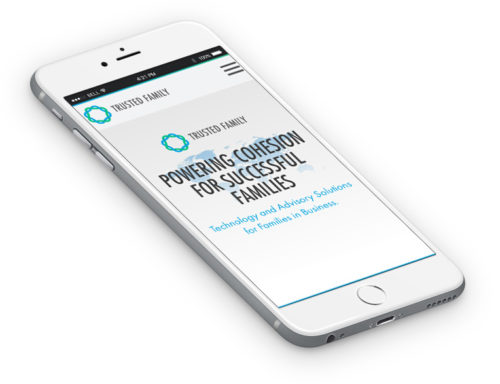 BELL
4:21 PM
100%
TRUSTED FAMILY
TRUSTED FAMILY
POWERING COHESION
FOR SUCCESSFUL
FAMILIES
Technology and Advisory Solutions
for Families in Business.